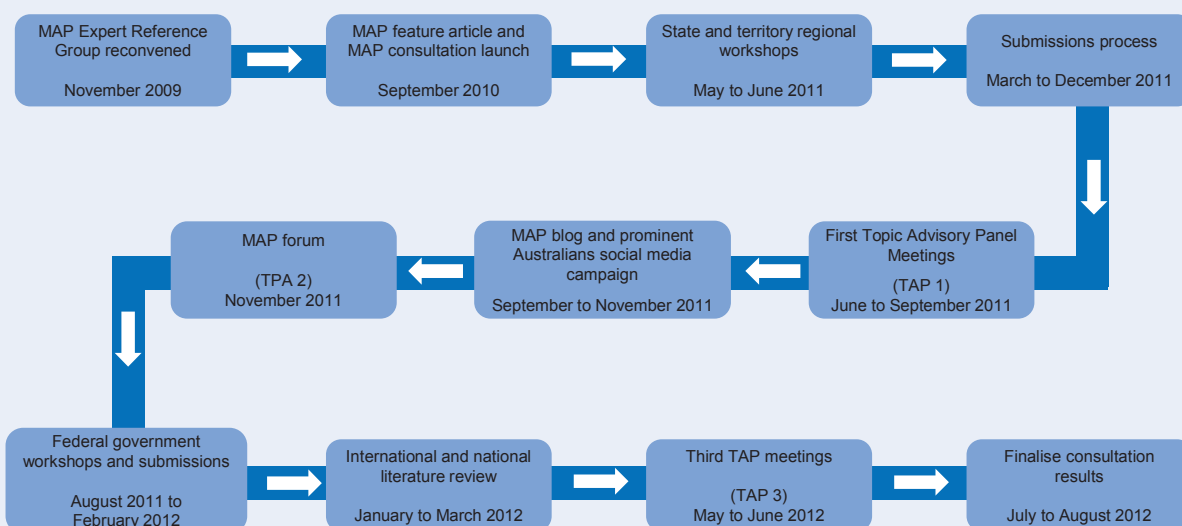 MAP Expert Reference
Group reconvened
November 2009
MAP feature article and
MAP consultation launch
September 2010
State and territory regional
workshops
May to June 2011
Submissions process
March to December 2011
First Topic Advisory Panel
Meetings
(TAP 1)
June to September 2011
MAP blog and prominent
Australians social media
campaign
September to November 2011
MAP forum
(TPA 2)
November 2011
Federal government
workshops and submissions
August 2011 to
February 2012
International and national
literature review
January to March 2012
Third TAP meetings
(TAP 3)
May to June 2012
Finalise consultation
results
July to August 2012